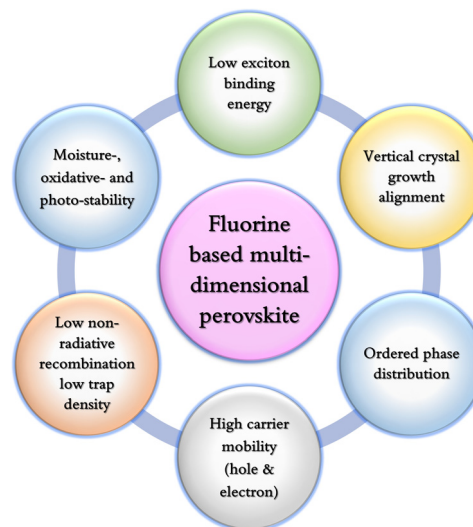 Low exciton
binding
energy
Vertical crystal
growth
alignment
Ordered phase
distribution
High carrier
mobility
(hole &
electron)
Low non-
radiative
recombination
low trap
density
Moisture-,
oxidative- and
photo-stability
Fluorine
based multi-
dimensional
perovskite